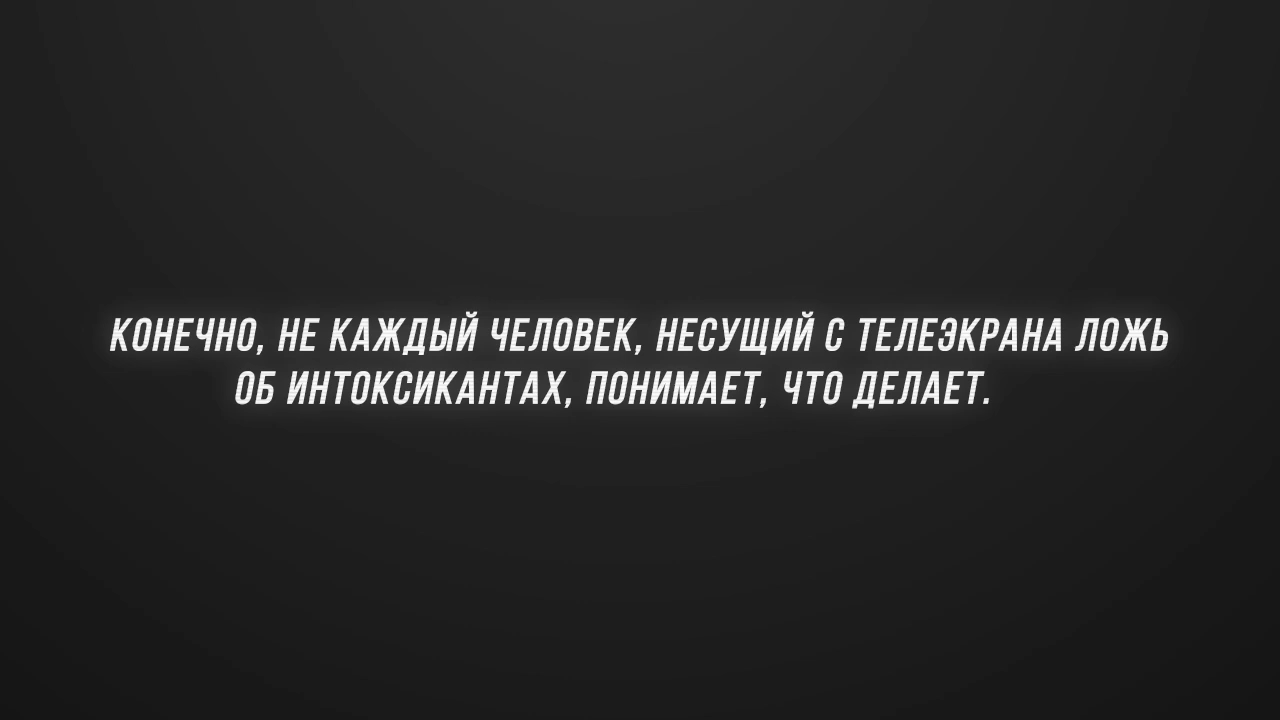 КОНЕЧНО, НЕ КАЖДЫЙ ЧЕЛОВЕК, НЕСУЩИЙ С ТЕЛЕЭКРАНА ЛОЖЬ
ОБ ИНТОКСИКАНТАХ, ПОНИМАЕТ, ЧТО ДЕЛАЕТ.